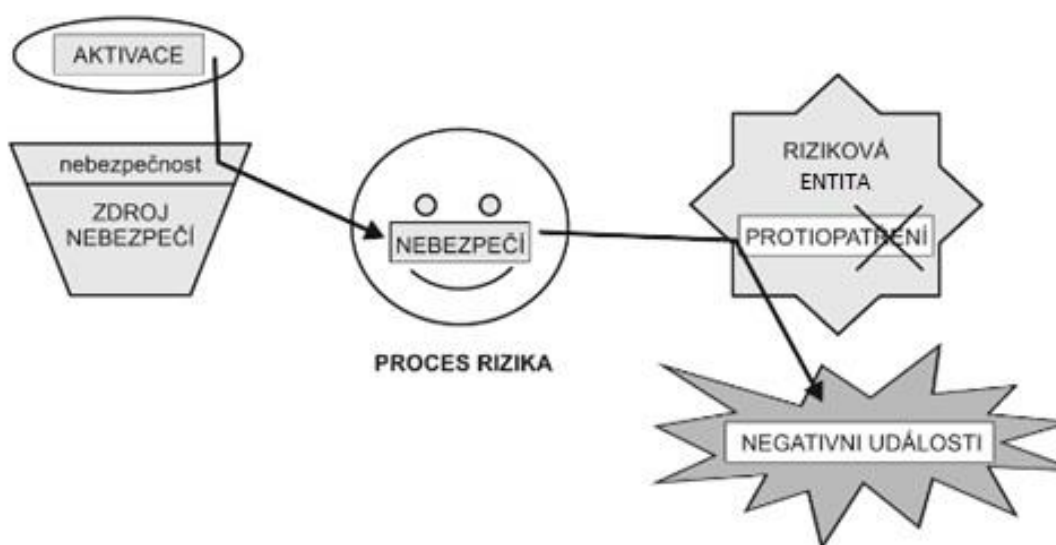 AKTIVACE
nebezpečnost
ZDROJ
NEBEZPEČÍ
NEBEZPEČÍ
PROCES RIZIKA
RIZIKOVÁ
ENTITA
PROTIOPATŘENÍ
NEGATIVNI UDÁLOSTI